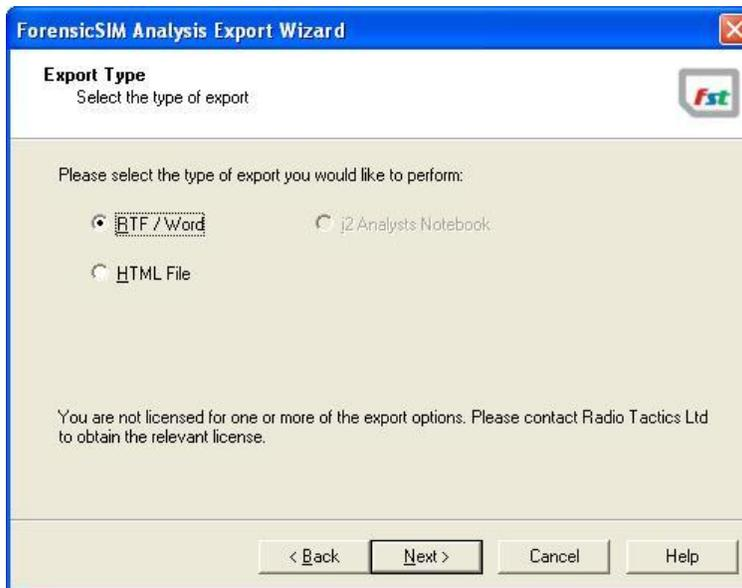 ForensicSIM Analysis Export Wizard
Export Type
Select the type of export
fst
Please select the type of export you would like to perform:
RTF / Word
i2 Analysts Notebook
HTML File
You are not licensed for one or more of the export options. Please contact Radio Tactics Ltd
to obtain the relevant license.
< Back
Next >
Cancel
Help